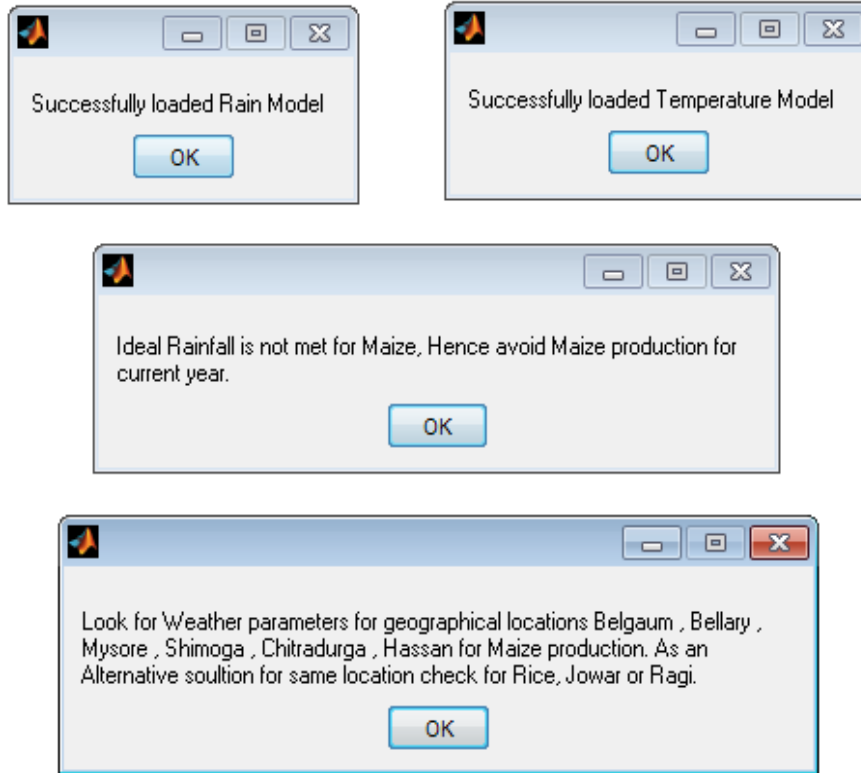 Successfully loaded Rain Model
OK
Successfully loaded Temperature Model
OK
Ideal Rainfall is not met for Maize, Hence avoid Maize production for
current year.
OK
Look for Weather parameters for geographical locations Belgaum , Bellary ,
Mysore , Shimoga , Chitradurga , Hassan for Maize production. As an
Alternative soultion for same location check for Rice, Jowar or Ragi.
OK